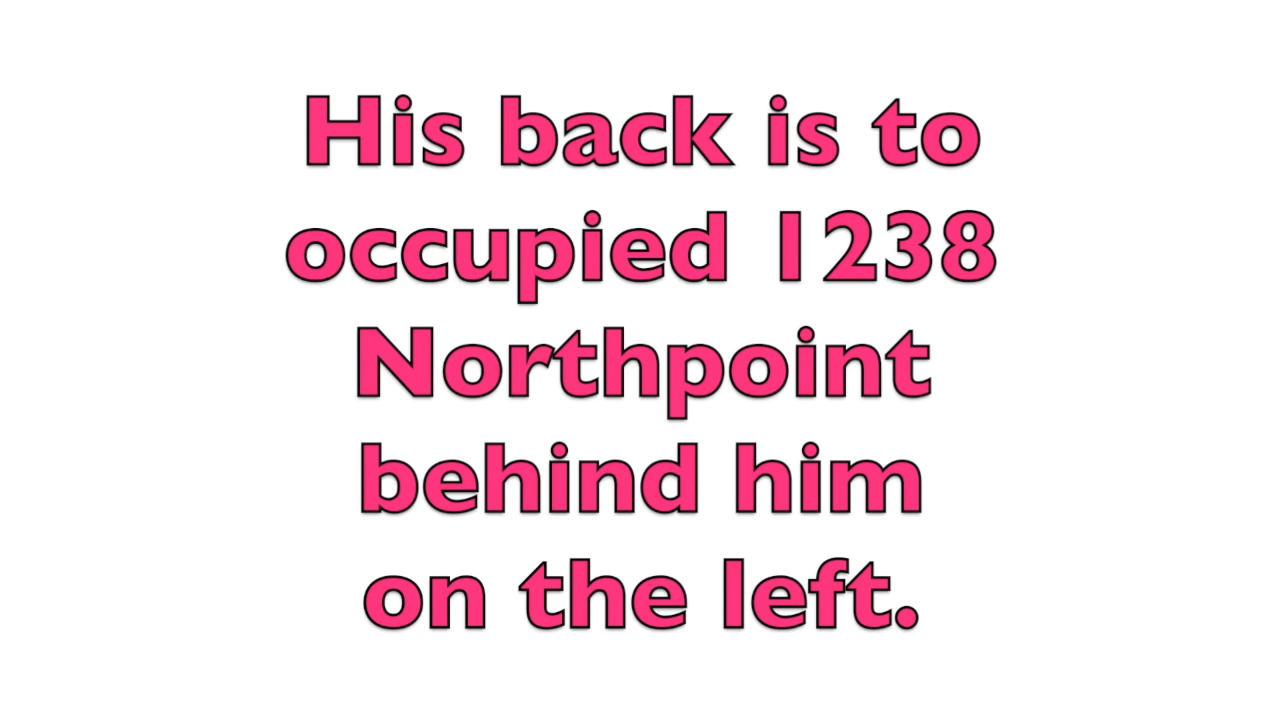 His back is to
occupied 1238
Northpoint
behind him
on the left.